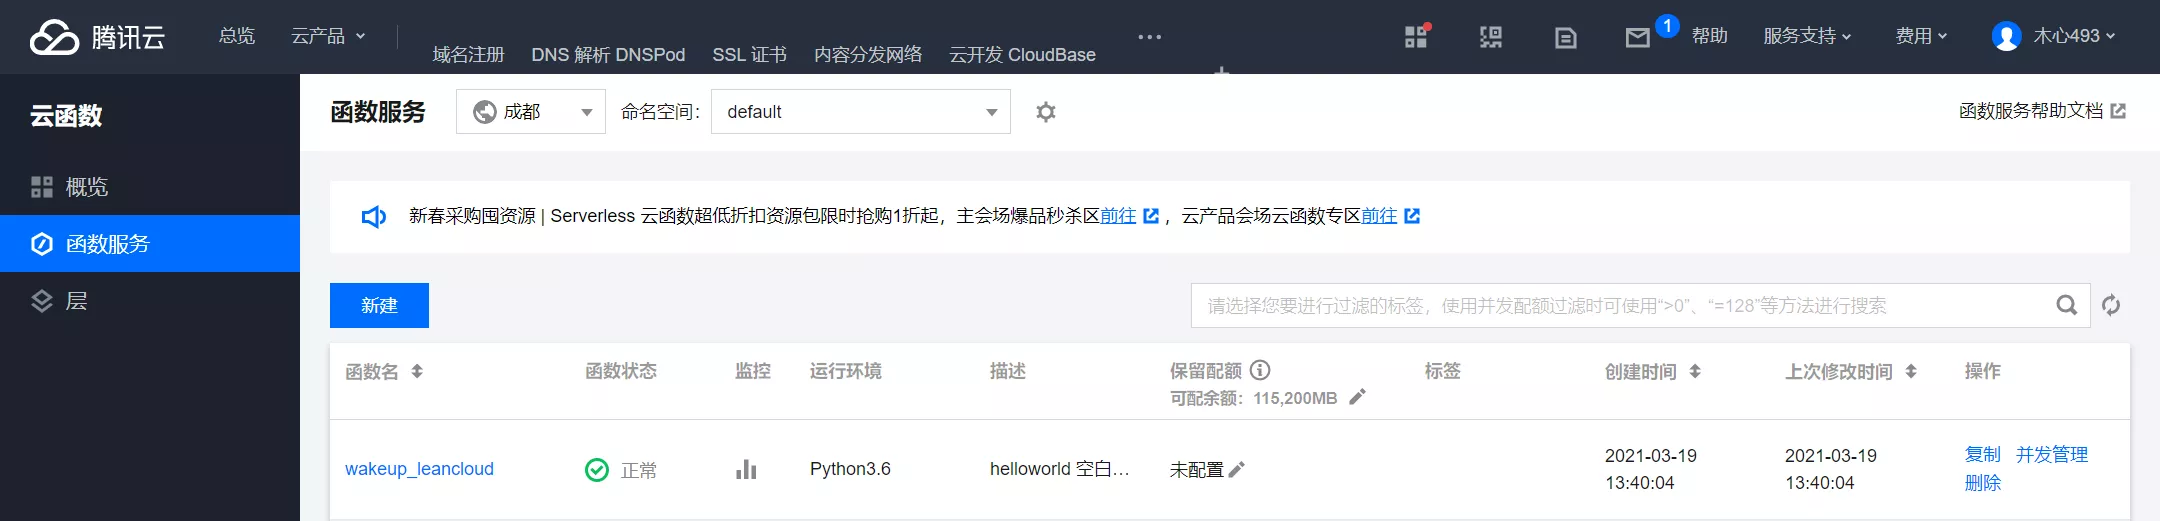 腾讯云 总览 云产品 域名注册 DNS 解析 DNSPod SSL 证书 内容分发网络 云开发 CloudBase ··· + 1 帮助 服务支持 费用 木心493
云函数
概览
函数服务
层
函数服务 成都 命名空间: default 函数服务帮助文档
新春采购囤资源 | Serverless 云函数超低折扣资源包限时抢购1折起，主会场爆品秒杀区前往 ，云产品会场云函数专区前往
新建 请选择您要进行过滤的标签，使用并发配额过滤时可使用“>0”、“=128”等方法进行搜索
函数名 函数状态 监控 运行环境 描述 保留配额 标签 创建时间 上次修改时间 操作
可配余额：115,200MB
wakeup_leancloud 正常 Python3.6 helloworld 空白... 未配置 2021-03-19 2021-03-19 复制 并发管理
13:40:04 13:40:04 删除